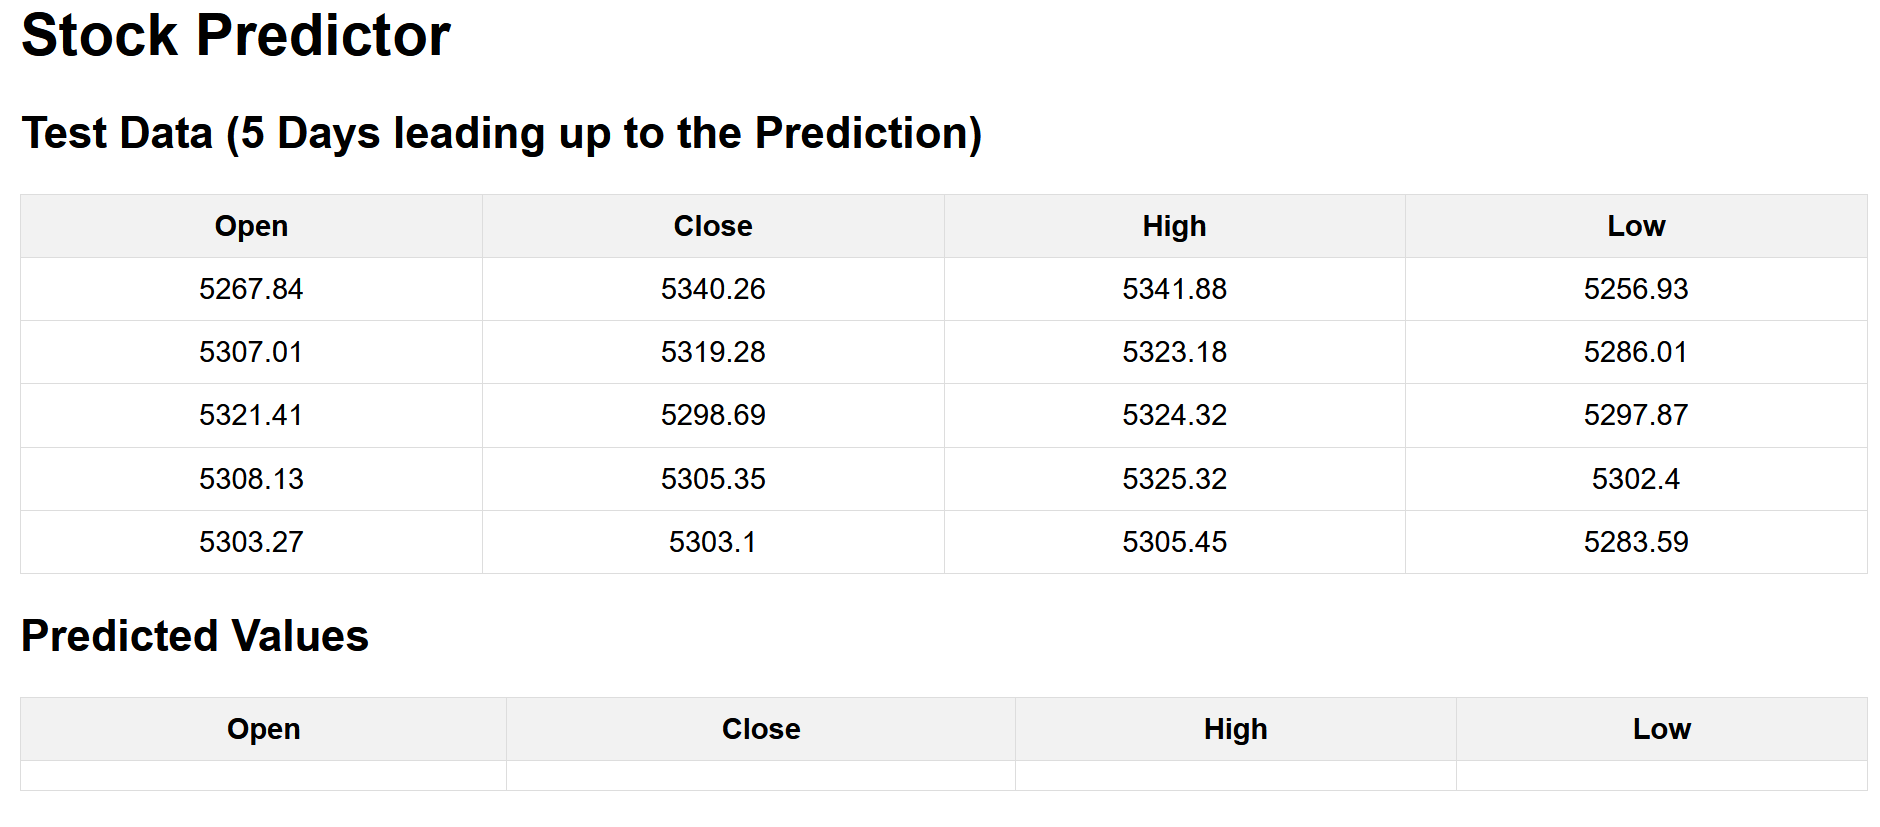 Stock Predictor
Test Data (5 Days leading up to the Prediction)
Open Close High Low
5267.84 5340.26 5341.88 5256.93
5307.01 5319.28 5323.18 5286.01
5321.41 5298.69 5324.32 5297.87
5308.13 5305.35 5325.32 5302.4
5303.27 5303.1 5305.45 5283.59
Predicted Values
Open Close High Low